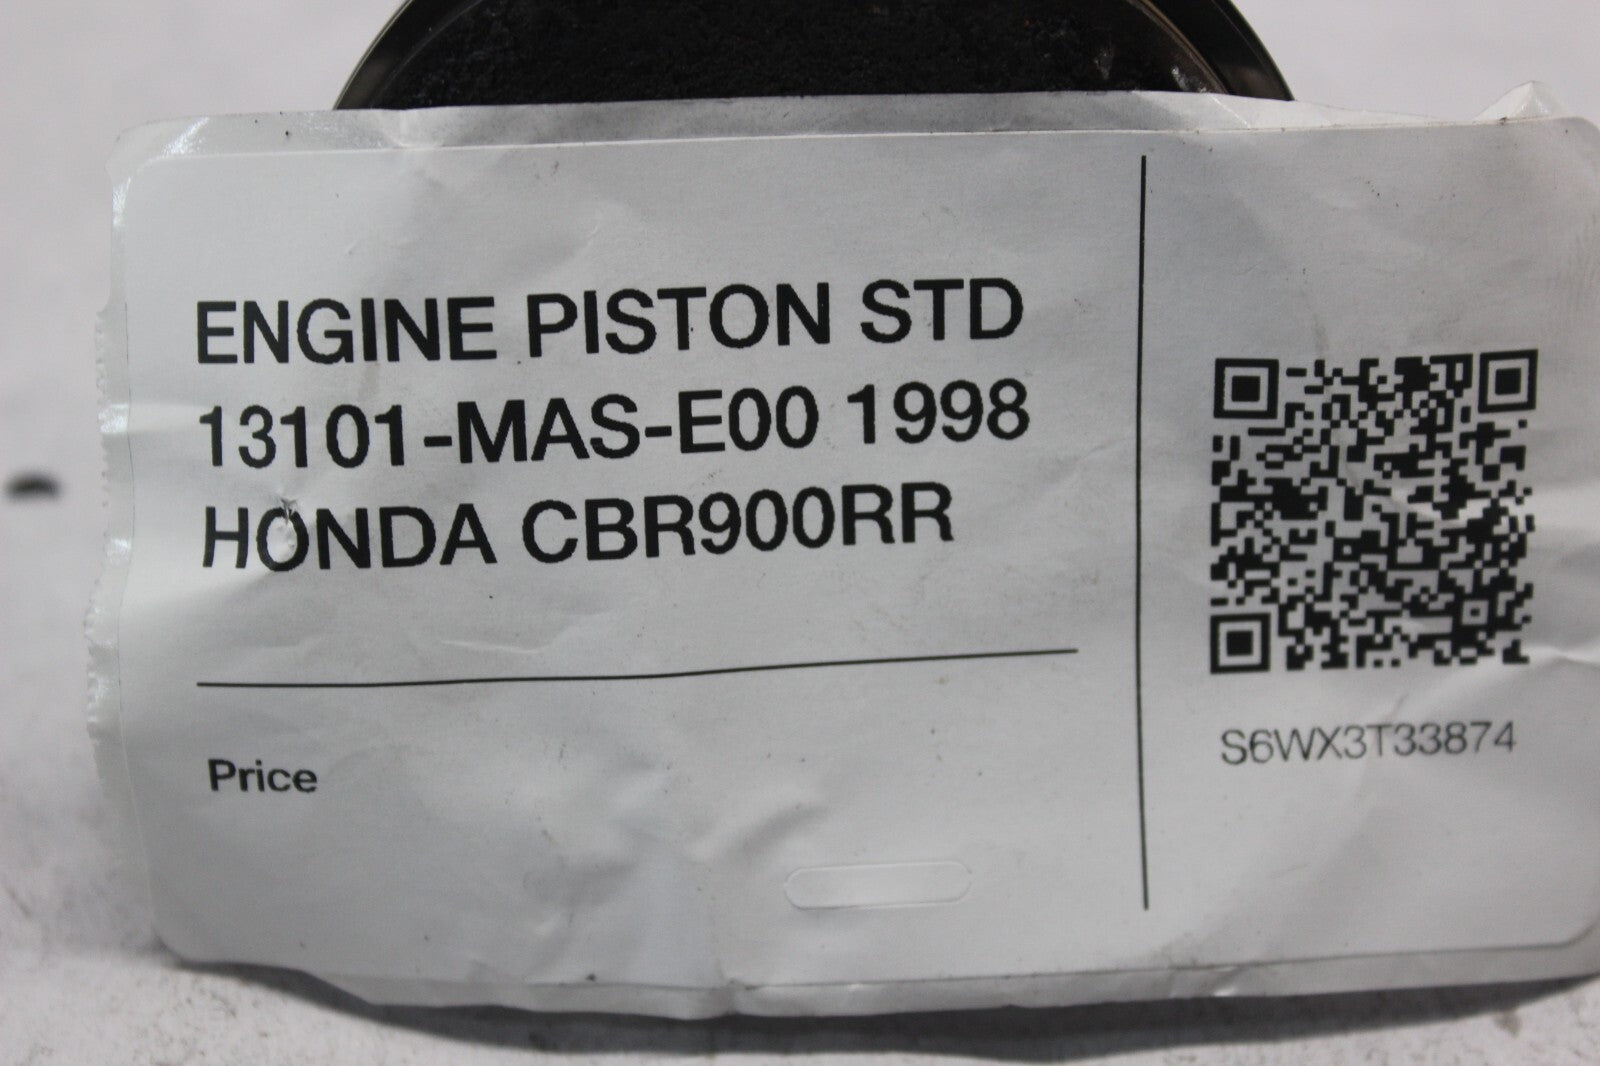 ENGINE PISTON STD
13101-MAS-E00 1998
HONDA CBR900RR
Price
S6WX3T33874